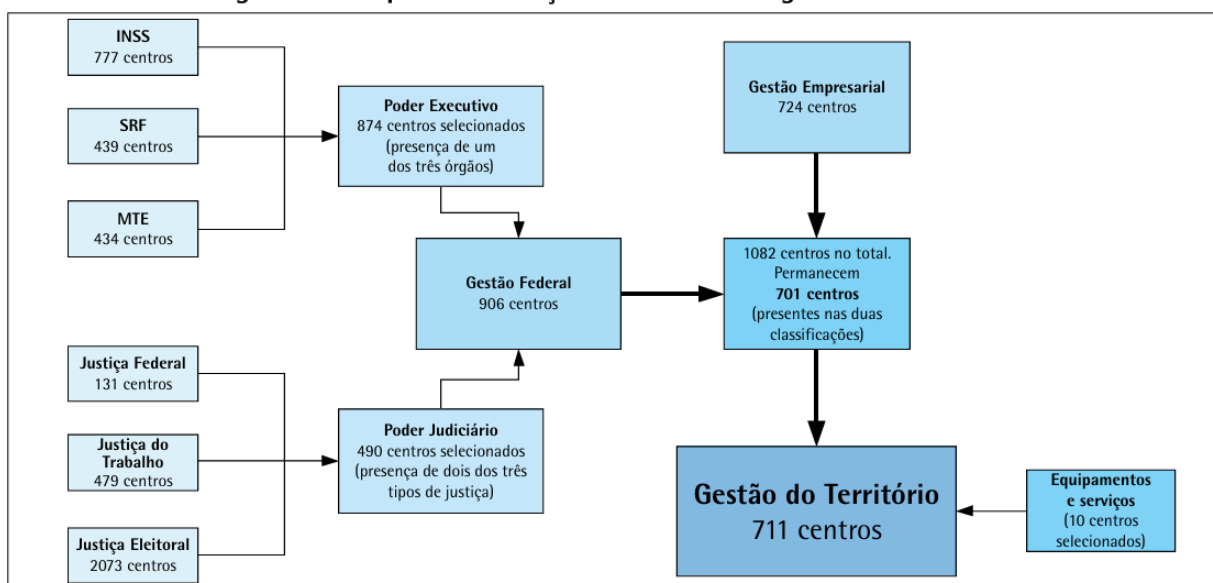 INSS
777 centros
SRF
439 centros
MTE
434 centros
Poder Executivo
874 centros selecionados
(presença de um
dos três órgãos)
Gestão Empresarial
724 centros
Gestão Federal
906 centros
1082 centros no total.
Permanecem
701 centros
(presentes nas duas
classificações)
Justiça Federal
131 centros
Justiça do
Trabalho
479 centros
Justiça Eleitoral
2073 centros
Poder Judiciário
490 centros selecionados
(presença de dois dos três
tipos de justiça)
Gestão do Território
711 centros
Equipamentos
e serviços
(10 centros
selecionados)